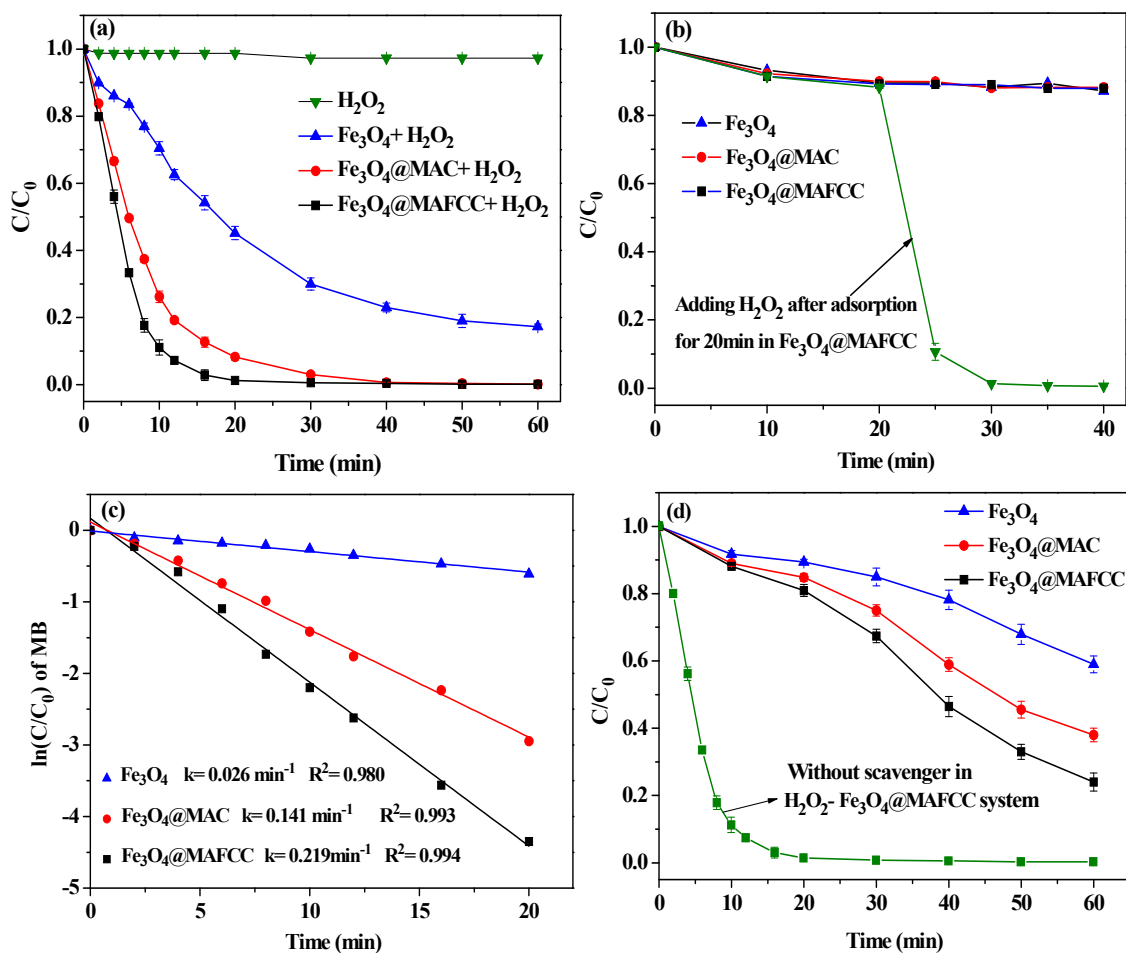 (a)
H₂O₂
Fe₃O₄+ H₂O₂
Fe₃O₄@MAC+ H₂O₂
Fe₃O₄@MAFCC+ H₂O₂
C/C₀
1.0
0.8
0.6
0.4
0.2
0.0
0 10 20 30 40 50 60
Time (min)
(b)
Fe₃O₄
Fe₃O₄@MAC
Fe₃O₄@MAFCC
Adding H₂O₂ after adsorption
for 20min in Fe₃O₄@MAFCC
C/C₀
1.0
0.8
0.6
0.4
0.2
0.0
0 10 20 30 40
Time (min)
(c)
ln(C/C₀) of MB
0
-1
-2
-3
-4
-5
Fe₃O₄ k= 0.026 min⁻¹ R²= 0.980
Fe₃O₄@MAC k= 0.141 min⁻¹ R²= 0.993
Fe₃O₄@MAFCC k= 0.219min⁻¹ R²= 0.994
0 5 10 15 20
Time (min)
(d)
Fe₃O₄
Fe₃O₄@MAC
Fe₃O₄@MAFCC
Without scavenger in
H₂O₂- Fe₃O₄@MAFCC system
C/C₀
1.0
0.8
0.6
0.4
0.2
0.0
0 10 20 30 40 50 60
Time (min)